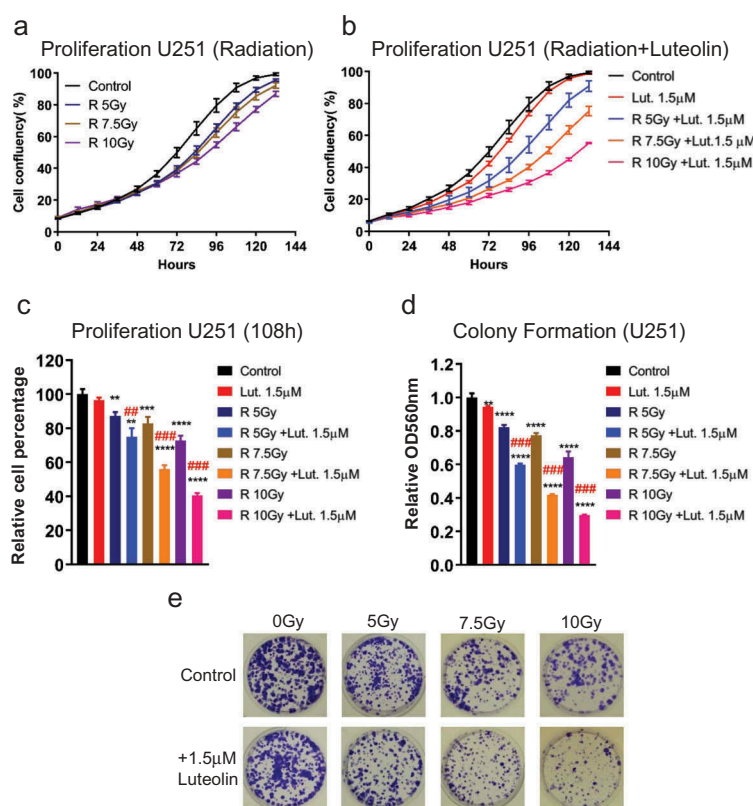 a
Proliferation U251 (Radiation)
Cell confluency( %)
100
80
60
40
20
0
0 24 48 72 96 120 144
Hours
Control
R 5Gy
R 7.5Gy
R 10Gy
b
Proliferation U251 (Radiation+Luteolin)
Cell confluency( %)
100
80
60
40
20
0
0 24 48 72 96 120 144
Hours
Control
Lut. 1.5μM
R 5Gy +Lut. 1.5μM
R 7.5Gy +Lut.1.5 μM
R 10Gy +Lut. 1.5μM
c
Proliferation U251 (108h)
Relative cell percentage
120
100
80
60
40
20
0
**
##
**
***
###
****
****
###
****
Control
Lut. 1.5μM
R 5Gy
R 5Gy +Lut. 1.5μM
R 7.5Gy
R 7.5Gy +Lut. 1.5μM
R 10Gy
R 10Gy +Lut. 1.5μM
d
Colony Formation (U251)
Relative OD560nm
1.2
1.0
0.8
0.6
0.4
0.2
0.0
**
****
###
****
****
###
****
****
###
****
Control
Lut. 1.5μM
R 5Gy
R 5Gy +Lut. 1.5μM
R 7.5Gy
R 7.5Gy +Lut. 1.5μM
R 10Gy
R 10Gy +Lut. 1.5μM
e
0Gy 5Gy 7.5Gy 10Gy
Control
+1.5μM
Luteolin